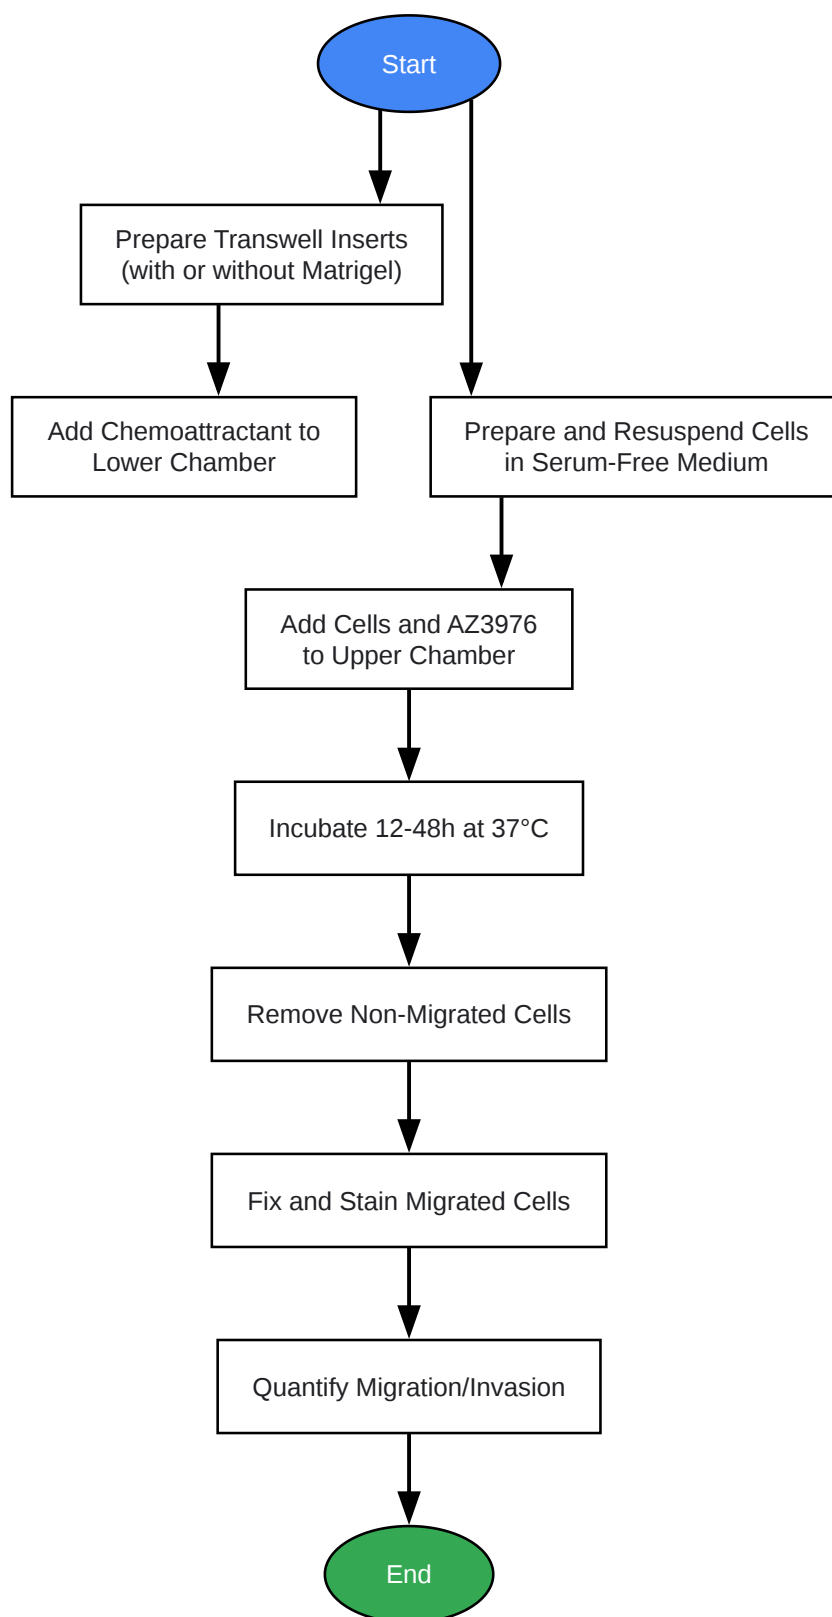 Start
Prepare Transwell Inserts
(with or without Matrigel)
Add Chemoattractant to
Lower Chamber
Prepare and Resuspend Cells
in Serum-Free Medium
Add Cells and AZ3976
to Upper Chamber
Incubate 12-48h at 37°C
Remove Non-Migrated Cells
Fix and Stain Migrated Cells
Quantify Migration/Invasion
End